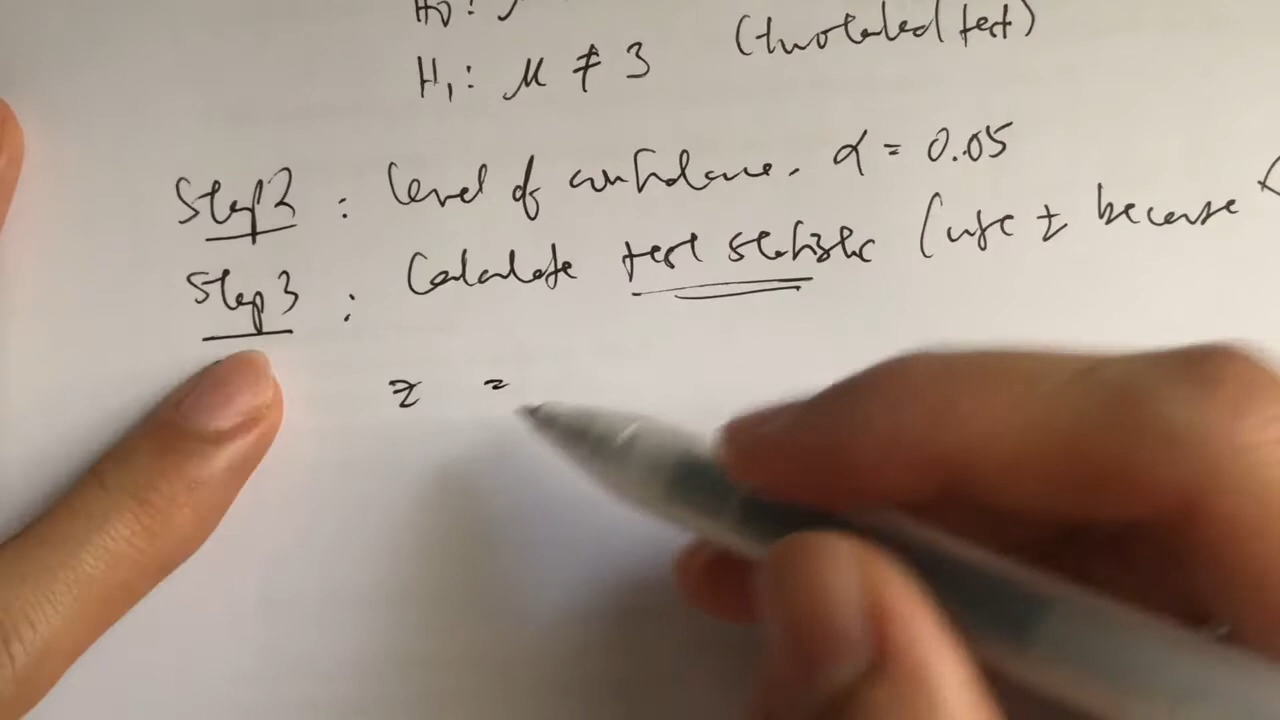 H0: μ
H1: μ ≠ 3 (two tailed test)
Step 2 : level of confidence. α = 0.05
Step 3 : Calculate test statistic (use z because
z =